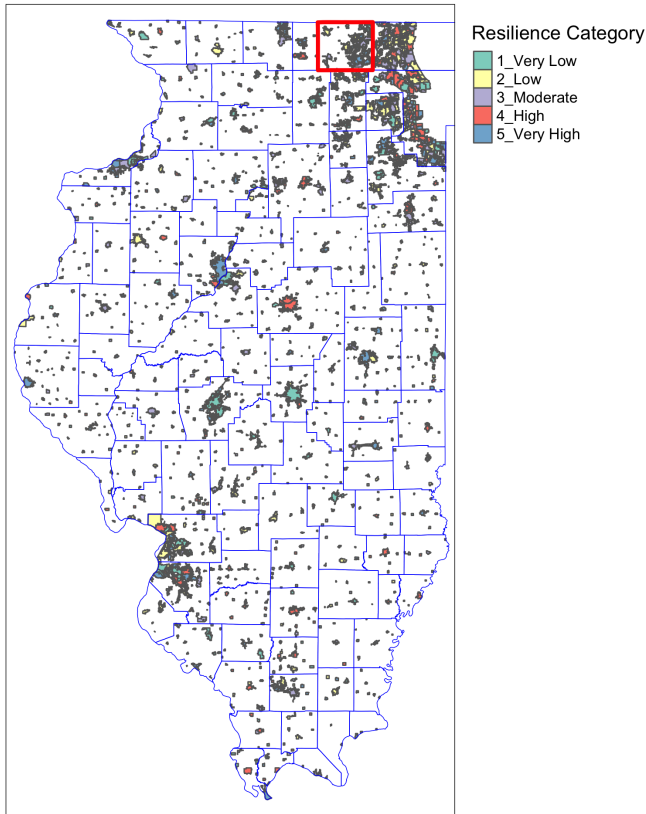 Resilience Category
1_Very Low
2_Low
3_Moderate
4_High
5_Very High